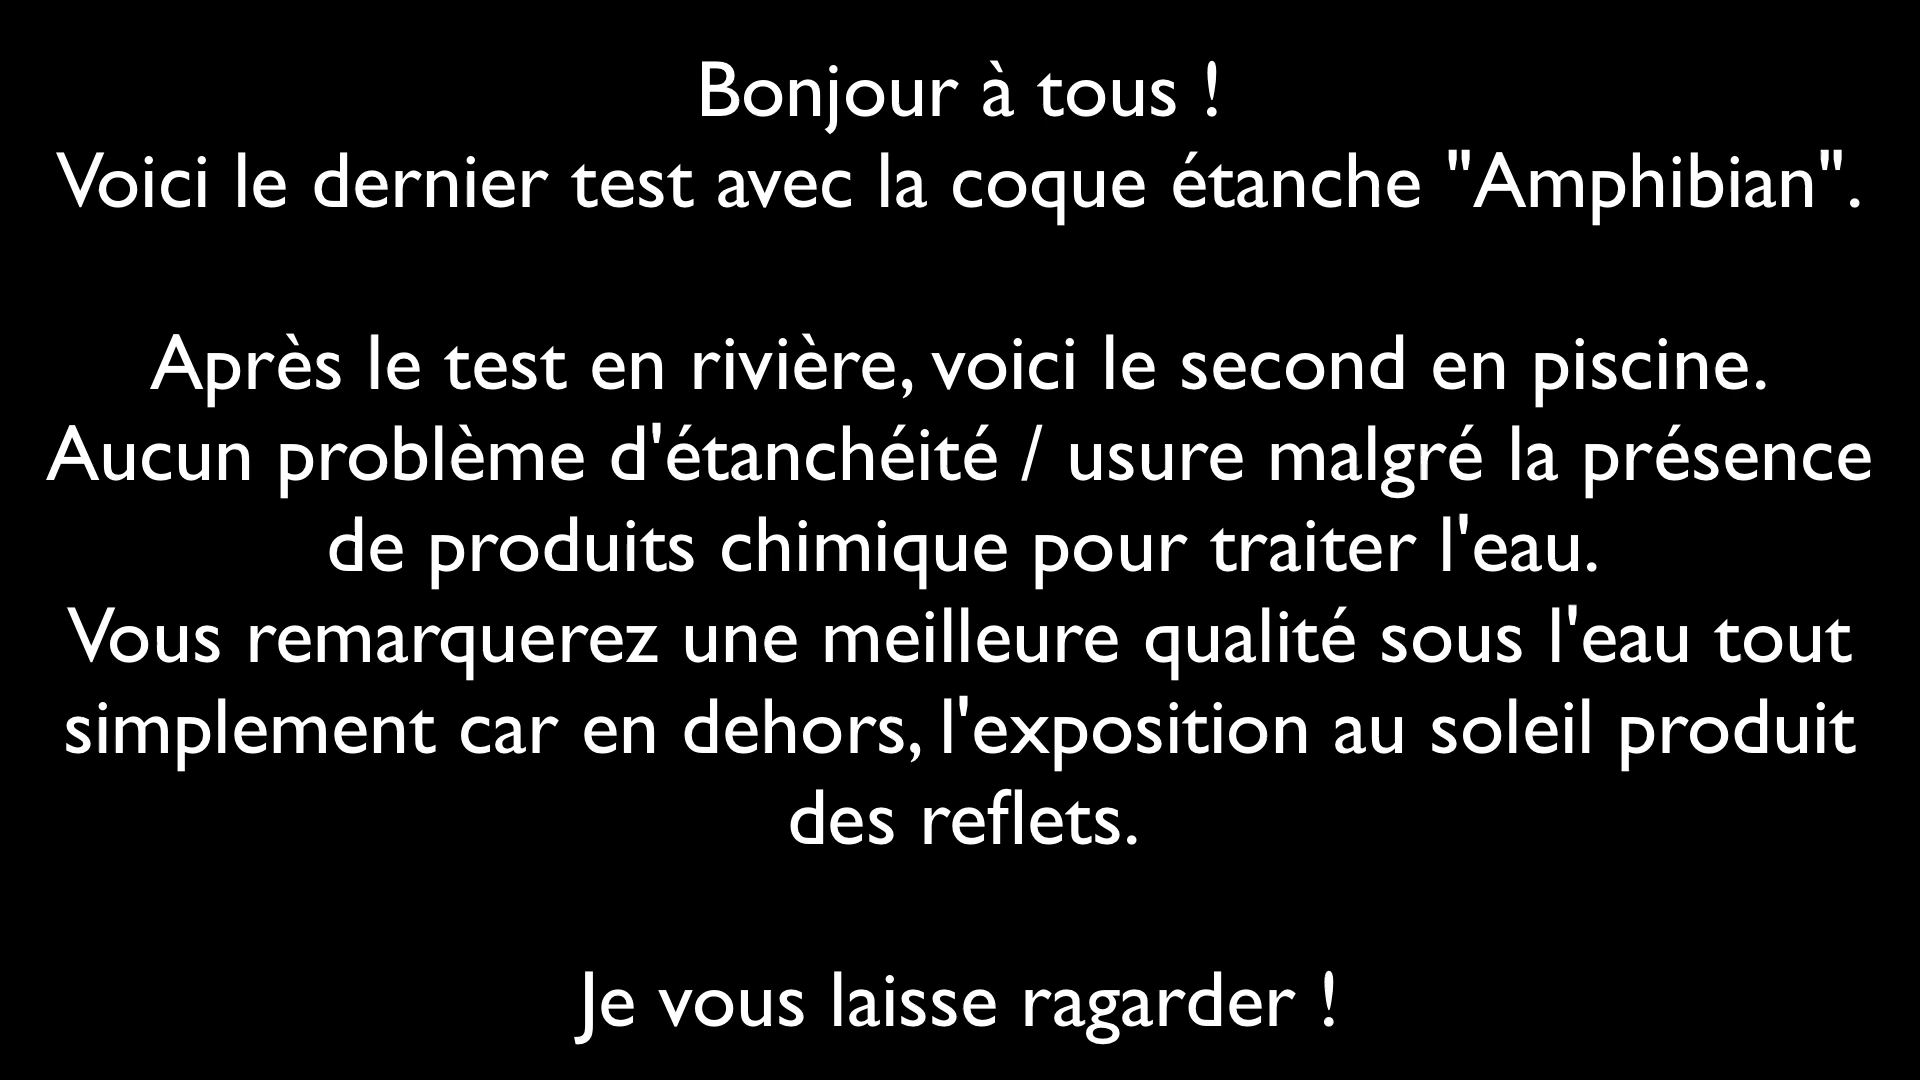 Bonjour à tous !
Voici le dernier test avec la coque étanche "Amphibian".
Après le test en rivière, voici le second en piscine.
Aucun problème d'étanchéité / usure malgré la présence
de produits chimique pour traiter l'eau.
Vous remarquerez une meilleure qualité sous l'eau tout
simplement car en dehors, l'exposition au soleil produit
des reflets.
Je vous laisse ragarder !